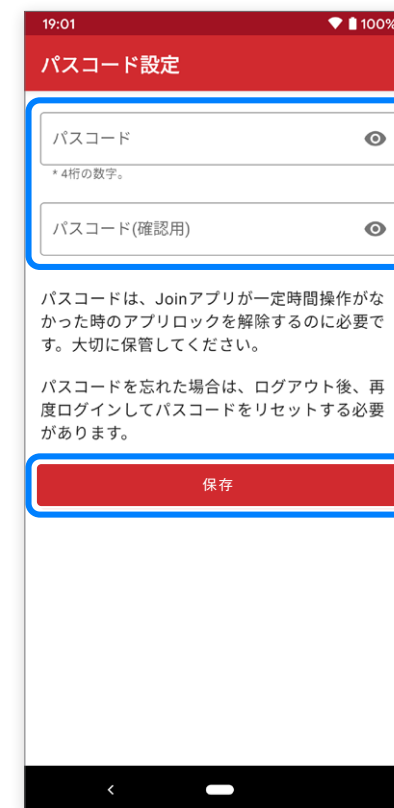 19:01 100%
パスコード設定
パスコード
* 4桁の数字。
パスコード(確認用)
パスコードは、Joinアプリが一定時間操作がな
かった時のアプリロックを解除するのに必要で
す。大切に保管してください。
パスコードを忘れた場合は、ログアウト後、再
度ログインしてパスコードをリセットする必要
があります。
保存